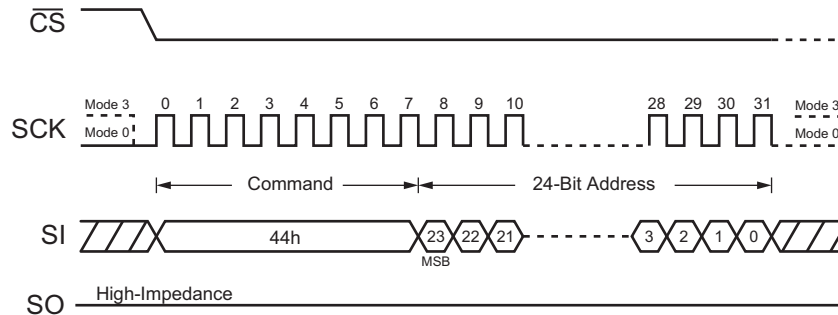 CS
SCK
Mode 3
Mode 0
0 1 2 3 4 5 6 7 8 9 10 28 29 30 31
Mode 3
Mode 0
Command
24-Bit Address
SI
44h
23 22 21 3 2 1 0
MSB
SO
High-Impedance